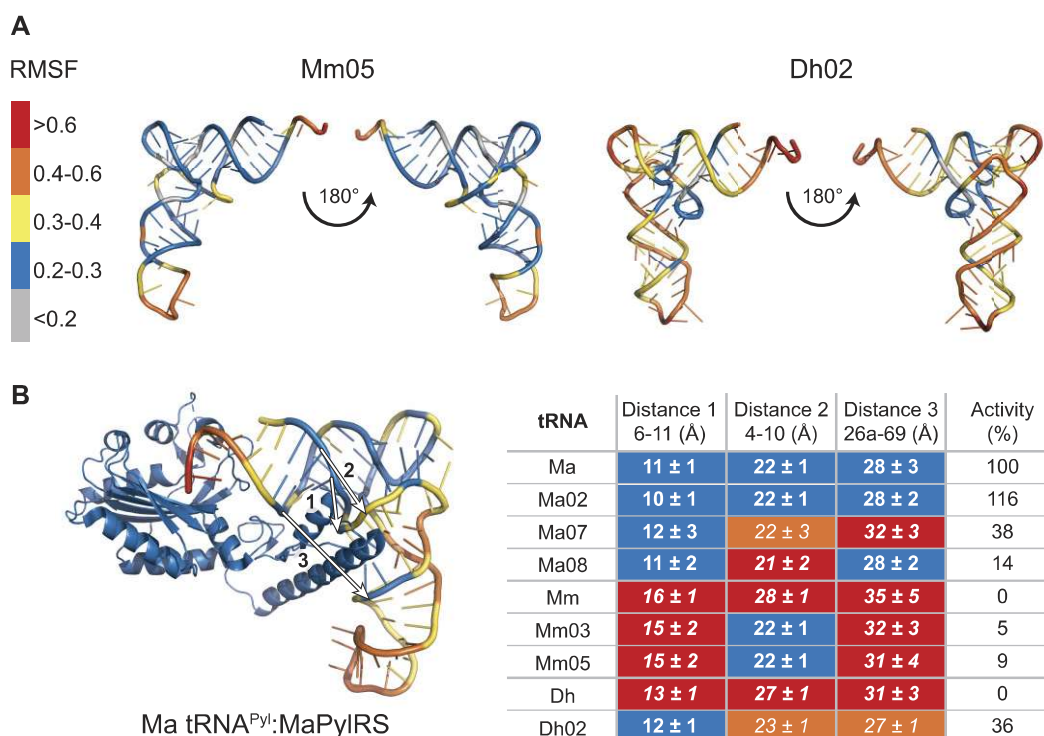 A
RMSF
Mm05
Dh02
>0.6
0.4-0.6
0.3-0.4
0.2-0.3
<0.2
180°
180°
B
1
2
3
Ma tRNAPyl:MaPylRS
tRNA Distance 1 6-11 (Å) Distance 2 4-10 (Å) Distance 3 26a-69 (Å) Activity (%)
Ma 11 ± 1 22 ± 1 28 ± 3 100
Ma02 10 ± 1 22 ± 1 28 ± 2 116
Ma07 12 ± 3 22 ± 3 32 ± 3 38
Ma08 11 ± 2 21 ± 2 28 ± 2 14
Mm 16 ± 1 28 ± 1 35 ± 5 0
Mm03 15 ± 2 22 ± 1 32 ± 3 5
Mm05 15 ± 2 22 ± 1 31 ± 4 9
Dh 13 ± 1 27 ± 1 31 ± 3 0
Dh02 12 ± 1 23 ± 1 27 ± 1 36